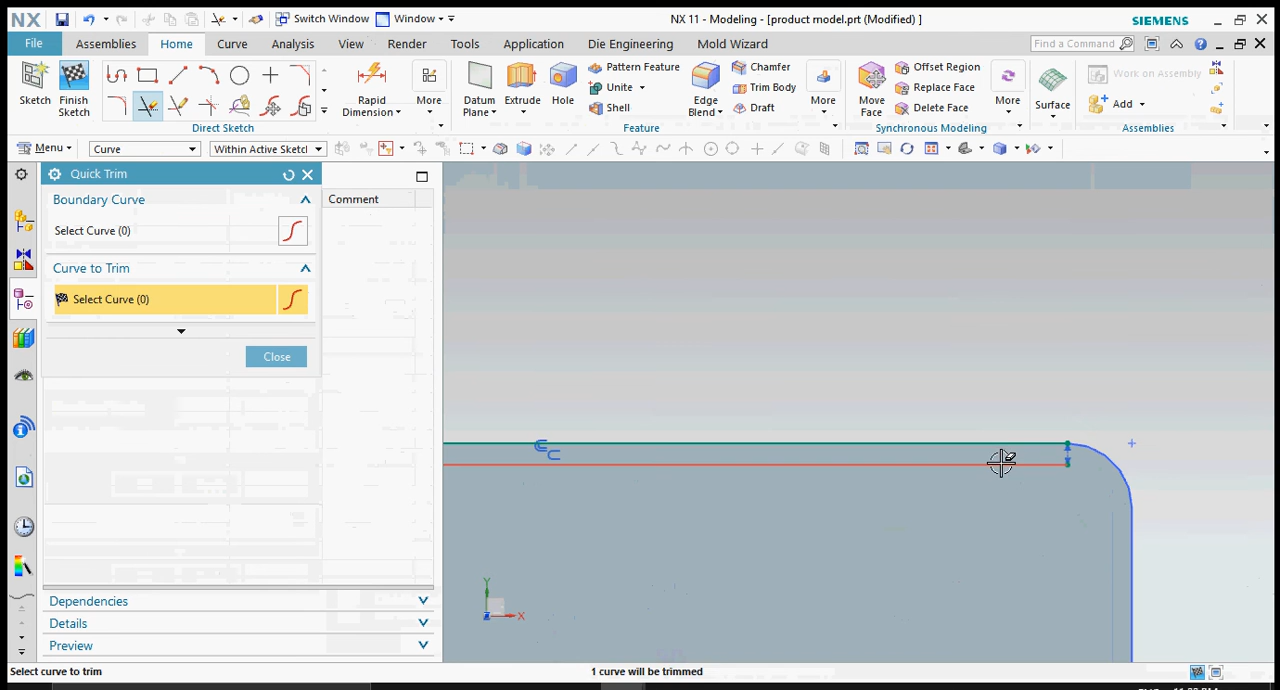 NX
Switch Window
Window
NX 11 - Modeling - [product model.prt (Modified) ]
SIEMENS
File
Assemblies
Home
Curve
Analysis
View
Render
Tools
Application
Die Engineering
Mold Wizard
Find a Command
Sketch
Finish Sketch
Direct Sketch
Rapid Dimension
More
Datum Plane
Extrude
Hole
Pattern Feature
Unite
Shell
Edge Blend
Chamfer
Trim Body
Draft
More
Feature
Move Face
Offset Region
Replace Face
Delete Face
More
Synchronous Modeling
Surface
Work on Assembly
Add
Assemblies
Menu
Curve
Within Active Sketcl
Quick Trim
Boundary Curve
Select Curve (0)
Curve to Trim
Select Curve (0)
Close
Comment
Dependencies
Details
Preview
Y
X
Select curve to trim
1 curve will be trimmed